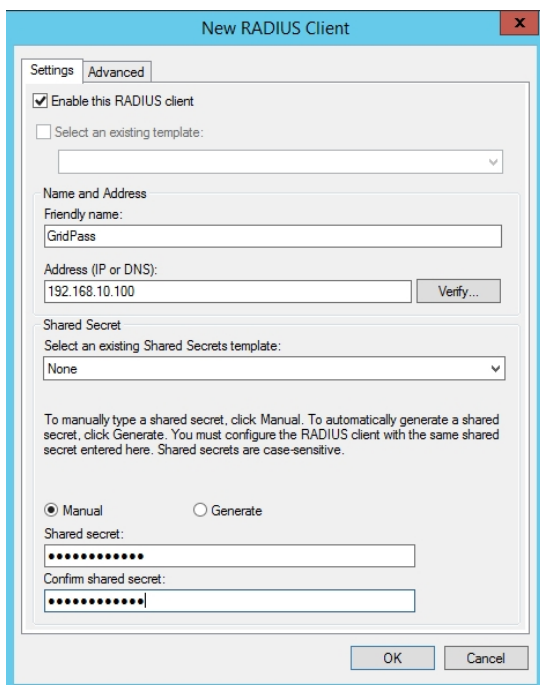 New RADIUS Client
x
Settings Advanced
Enable this RADIUS client
Select an existing template:
Name and Address
Friendly name:
GridPass
Address (IP or DNS):
192.168.10.100 Verify...
Shared Secret
Select an existing Shared Secrets template:
None
To manually type a shared secret, click Manual. To automatically generate a shared
secret, click Generate. You must configure the RADIUS client with the same shared
secret entered here. Shared secrets are case-sensitive.
Manual Generate
Shared secret:
●●●●●●●●●●●●
Confirm shared secret:
●●●●●●●●●●●●
OK Cancel